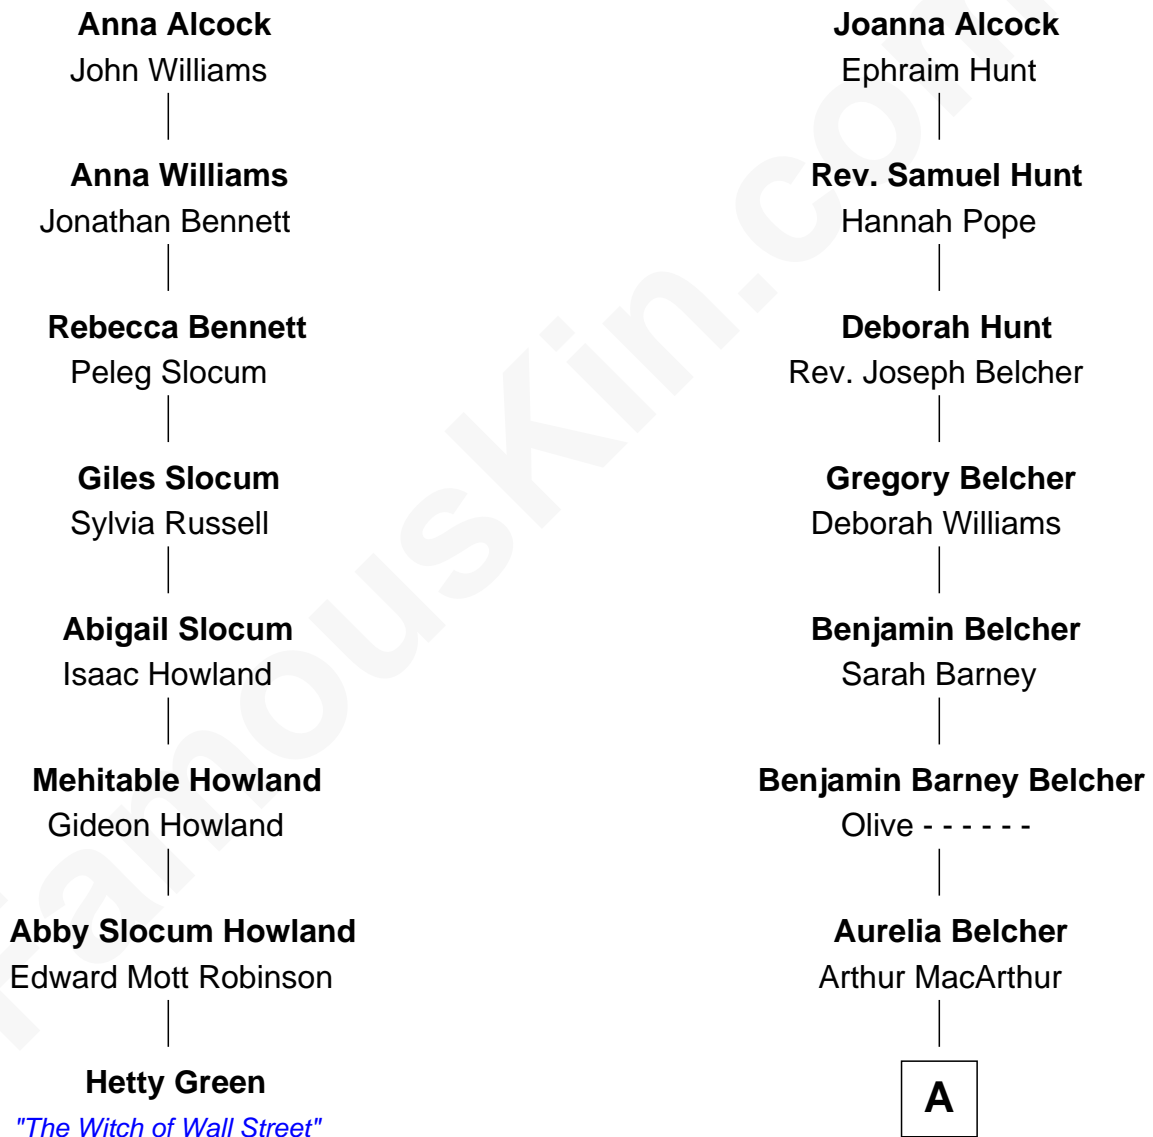 Anna Alcock
John Williams
Anna Williams
Jonathan Bennett
Rebecca Bennett
Peleg Slocum
Giles Slocum
Sylvia Russell
Abigail Slocum
Isaac Howland
Mehitable Howland
Gideon Howland
Abby Slocum Howland
Edward Mott Robinson
Hetty Green
"The Witch of Wall Street"
Joanna Alcock
Ephraim Hunt
Rev. Samuel Hunt
Hannah Pope
Deborah Hunt
Rev. Joseph Belcher
Gregory Belcher
Deborah Williams
Benjamin Belcher
Sarah Barney
Benjamin Barney Belcher
Olive - - - - - -
Aurelia Belcher
Arthur MacArthur
A
FamousKin.com